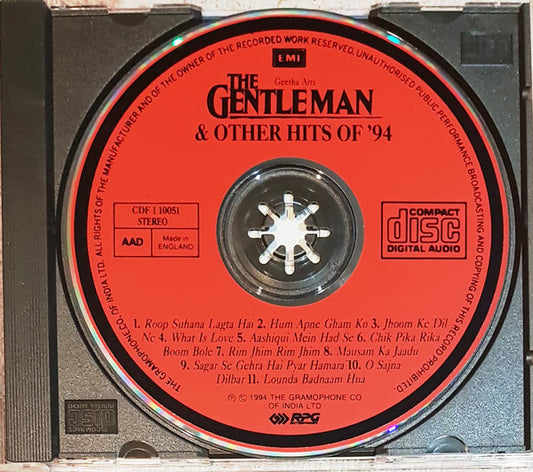 ALL RIGHTS OF THE MANUFACTURER AND OF THE OWNER OF THE RECORDED WORK RESERVED. UNAUTHORISED PUBLIC PERFORMANCE BROADCASTING AND COPYING OF THIS RECORD PROHIBITED.
EMI
Geetha Arts
THE
GENTLEMAN
& OTHER HITS OF '94
CDF 1 10051
STEREO
AAD
Made in
ENGLAND
COMPACT
disc
DIGITAL AUDIO
1. Roop Suhana Lagta Hai 2. Hum Apne Gham Ko 3. Jhoom Ke Dil
Ne 4. What Is Love 5. Aashiqui Mein Had Se 6. Chik Pika Rika
Boom Bole 7. Rim Jhim Rim Jhim 8. Mausam Ka Jaadu
9. Sagar Se Gehra Hai Pyar Hamara 10. O Sajna
Dilbar 11. Lounda Badnaam Hua
℗ © 1994 THE GRAMOPHONE CO
OF INDIA LTD
RPG
THE GRAMOPHONE CO. OF INDIA LTD.
COMPACT
disc
DIGITAL AUDIO